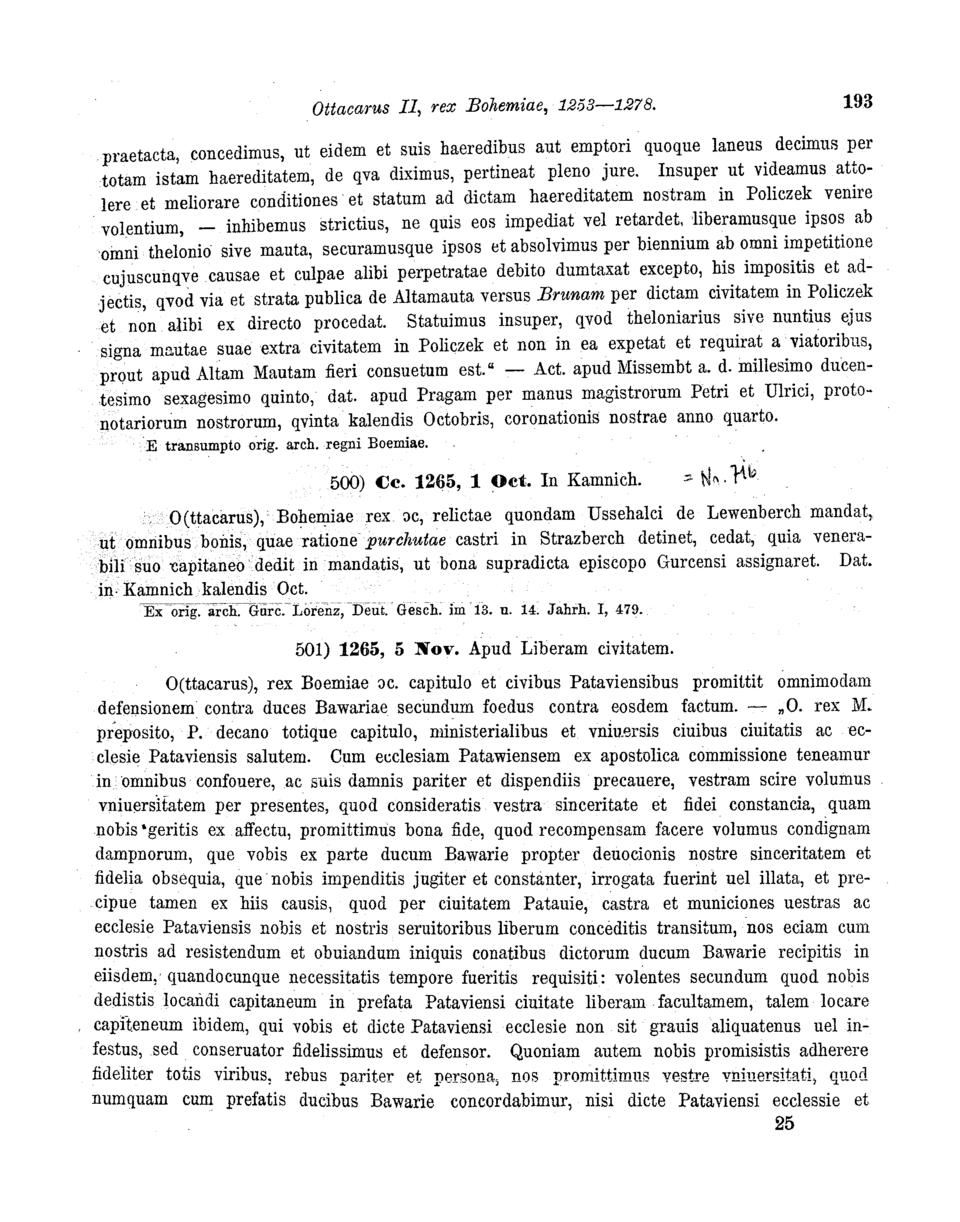 Ottacarus II, rex Bohemiae, 1253—1278. 193
praetacta, concedimus, ut eidem et suis haeredibus aut emptori quoque laneus decimus per
totam istam haereditatem, de qva diximus, pertineat pleno jure. Insuper ut videamus atto-
lere et meliorare conditiones et statum ad dictam haereditatem nostram in Policzek venire
volentium, — inhibemus strictius, ne quis eos impediat vel retardet, liberamusque ipsos ab
omni thelonio sive mauta, securamusque ipsos et absolvimus per biennium ab omni impetitione
cujuscunqve causae et culpae alibi perpetratae debito dumtaxat excepto, his impositis et ad-
jectis, qvod via et strata publica de Altamauta versus Brunam per dictam civitatem in Policzek
et non alibi ex directo procedat. Statuimus insuper, qvod theloniarius sive nuntius ejus
signa mautae suae extra civitatem in Policzek et non in ea expetat et requirat a viatoribus,
prout apud Altam Mautam fieri consuetum est.“ — Act. apud Missembt a. d. millesimo ducen-
tesimo sexagesimo quinto, dat. apud Pragam per manus magistrorum Petri et Ulrici, proto-
notariorum nostrorum, qvinta kalendis Octobris, coronationis nostrae anno quarto.
E transumpto orig. arch. regni Boemiae.
500) Cc. 1265, 1 Oct. In Kamnich. = No.
O(ttacarus), Bohemiae rex ɔc, relictae quondam Ussehalci de Lewenberch mandat,
ut omnibus bonis, quae ratione purchutae castri in Strazberch detinet, cedat, quia venera-
bili suo capitaneo dedit in mandatis, ut bona supradicta episcopo Gurcensi assignaret. Dat.
in Kamnich kalendis Oct.
Ex orig. arch. Gurc. Lorenz, Deut. Gesch. im 13. u. 14. Jahrh. I, 479.
501) 1265, 5 Nov. Apud Liberam civitatem.
O(ttacarus), rex Boemiae ɔc. capitulo et civibus Pataviensibus promittit omnimodam
defensionem contra duces Bawariae secundum foedus contra eosdem factum. — „O. rex M.
preposito, P. decano totique capitulo, ministerialibus et vniuersis ciuibus ciuitatis ac ec-
clesie Pataviensis salutem. Cum ecclesiam Patawiensem ex apostolica commissione teneamur
in omnibus confouere, ac suis damnis pariter et dispendiis precauere, vestram scire volumus
vniuersitatem per presentes, quod consideratis vestra sinceritate et fidei constancia, quam
nobis geritis ex affectu, promittimus bona fide, quod recompensam facere volumus condignam
dampnorum, que vobis ex parte ducum Bawarie propter deuocionis nostre sinceritatem et
fidelia obsequia, que nobis impenditis jugiter et constanter, irrogata fuerint uel illata, et pre-
cipue tamen ex hiis causis, quod per ciuitatem Patauie, castra et municiones uestras ac
ecclesie Pataviensis nobis et nostris seruitoribus liberum conceditis transitum, nos eciam cum
nostris ad resistendum et obuiandum iniquis conatibus dictorum ducum Bawarie recipitis in
eiisdem, quandocunque necessitatis tempore fueritis requisiti: volentes secundum quod nobis
dedistis locandi capitaneum in prefata Pataviensi ciuitate liberam facultamem, talem locare
capiteneum ibidem, qui vobis et dicte Pataviensi ecclesie non sit grauis aliquatenus uel in-
festus, sed conseruator fidelissimus et defensor. Quoniam autem nobis promisistis adherere
fideliter totis viribus, rebus pariter et persona, nos promittimus vestre vniuersitati, quod
numquam cum prefatis ducibus Bawarie concordabimur, nisi dicte Pataviensi ecclessie et
25